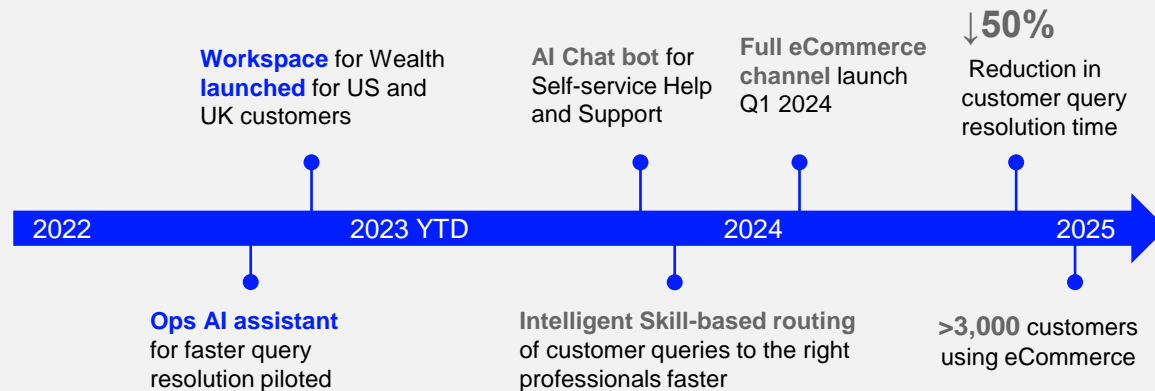 Workspace for Wealth
launched for US and
UK customers
AI Chat bot for
Self-service Help
and Support
Full eCommerce
channel launch
Q1 2024
↓50%
Reduction in
customer query
resolution time
2022
2023 YTD
2024
2025
Ops AI assistant
for faster query
resolution piloted
Intelligent Skill-based routing
of customer queries to the right
professionals faster
>3,000 customers
using eCommerce